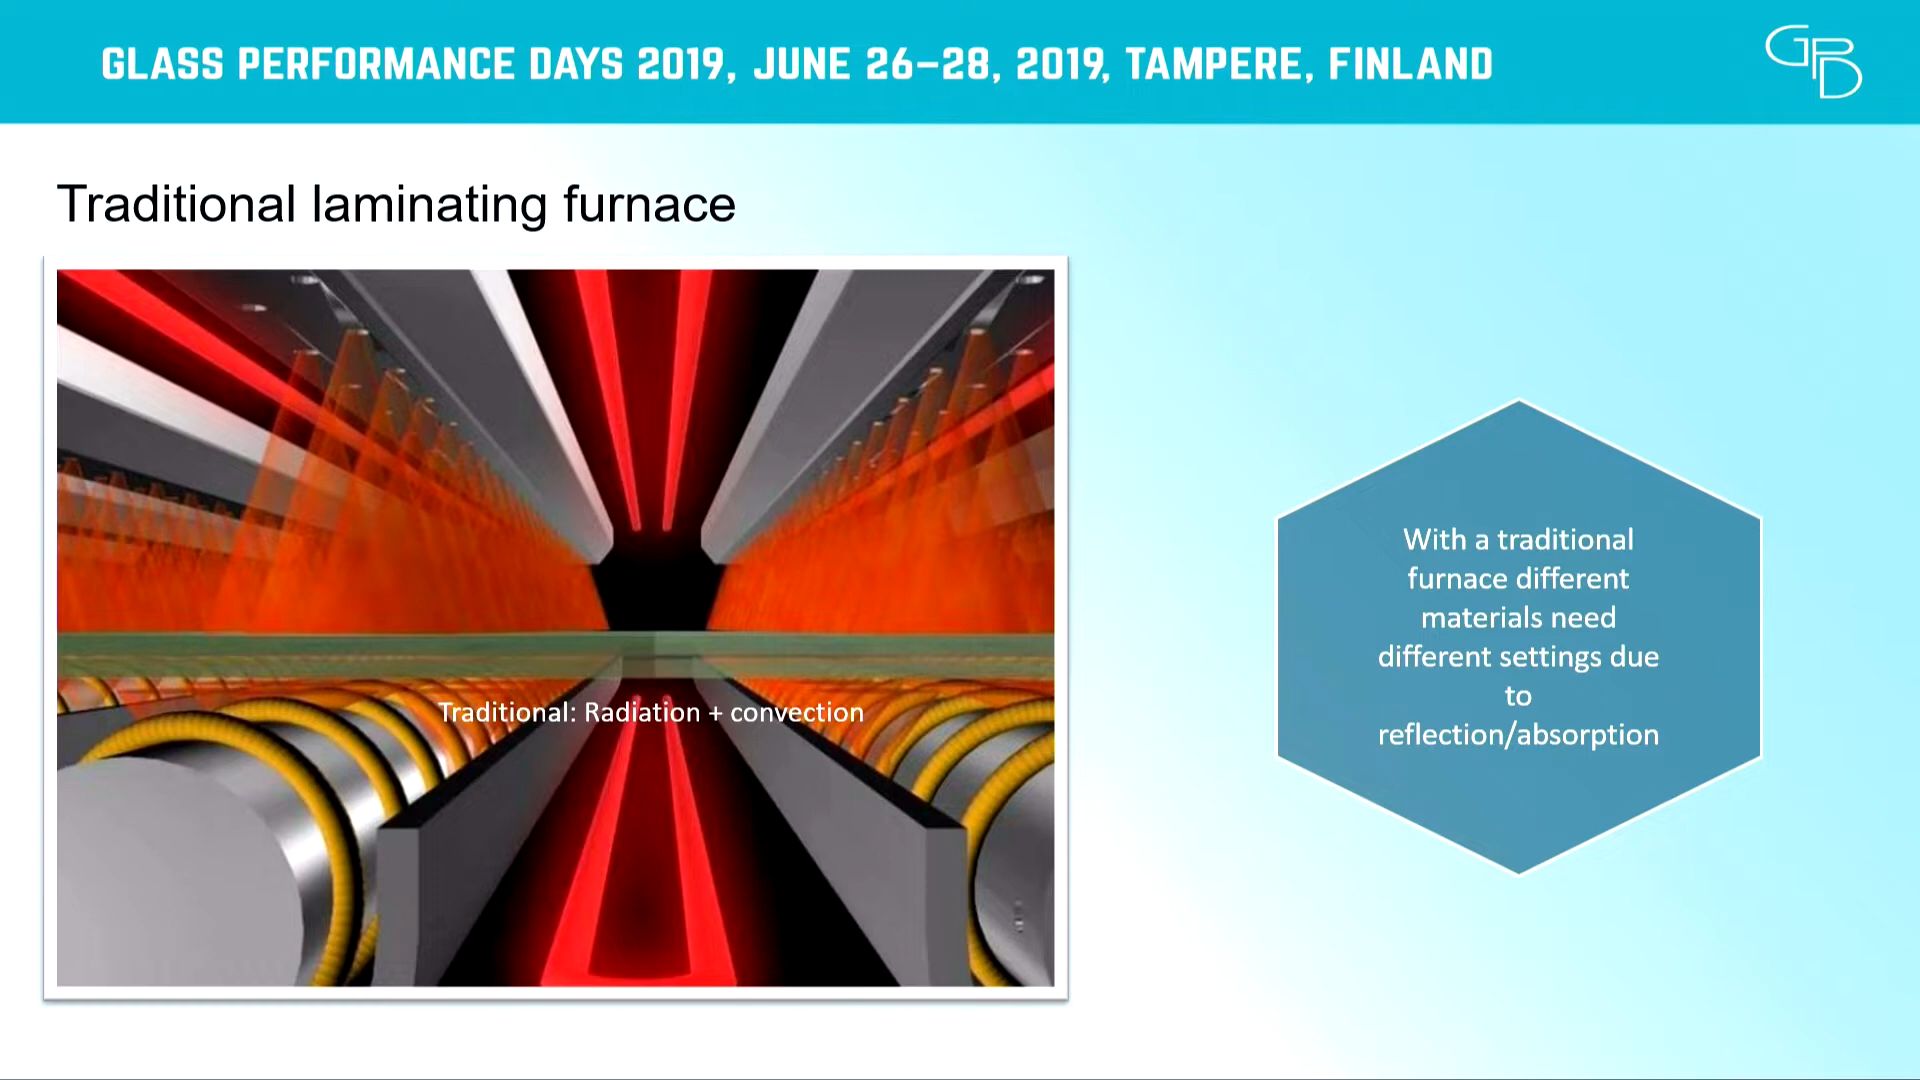 GLASS PERFORMANCE DAYS 2019, JUNE 26–28, 2019, TAMPERE, FINLAND
GPD
Traditional laminating furnace
Traditional: Radiation + convection
With a traditional
furnace different
materials need
different settings due
to
reflection/absorption